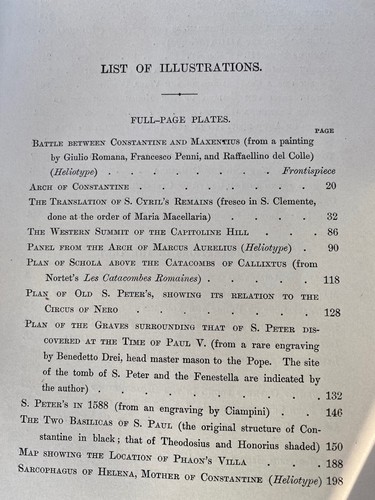 LIST OF ILLUSTRATIONS.
FULL-PAGE PLATES.
PAGE
BATTLE BETWEEN CONSTANTINE AND MAXENTIUS (from a painting
by Giulio Romana, Francesco Penni, and Raffaellino del Colle)
(Heliotype) . . . . . . . Frontispiece
ARCH OF CONSTANTINE . . . . . . . 20
THE TRANSLATION OF S. CYRIL'S REMAINS (fresco in S. Clemente,
done at the order of Maria Macellaria) . . . . 32
THE WESTERN SUMMIT OF THE CAPITOLINE HILL . . . 86
PANEL FROM THE ARCH OF MARCUS AURELIUS (Heliotype) . 90
PLAN OF SCHOLA ABOVE THE CATACOMBS OF CALLIXTUS (from
Nortet's Les Catacombes Romaines) . . . . . 118
PLAN OF OLD S. PETER'S, SHOWING ITS RELATION TO THE
CIRCUS OF NERO . . . . . . . 128
PLAN OF THE GRAVES SURROUNDING THAT OF S. PETER DIS-
COVERED AT THE TIME OF PAUL V. (from a rare engraving
by Benedetto Drei, head master mason to the Pope. The site
of the tomb of S. Peter and the Fenestella are indicated by
the author) . . . . . . . . 132
S. PETER'S IN 1588 (from an engraving by Ciampini) . . 146
THE TWO BASILICAS OF S. PAUL (the original structure of Con-
stantine in black; that of Theodosius and Honorius shaded) 150
MAP SHOWING THE LOCATION OF PHAON'S VILLA . . . 188
SARCOPHAGUS OF HELENA, MOTHER OF CONSTANTINE (Heliotype) 198